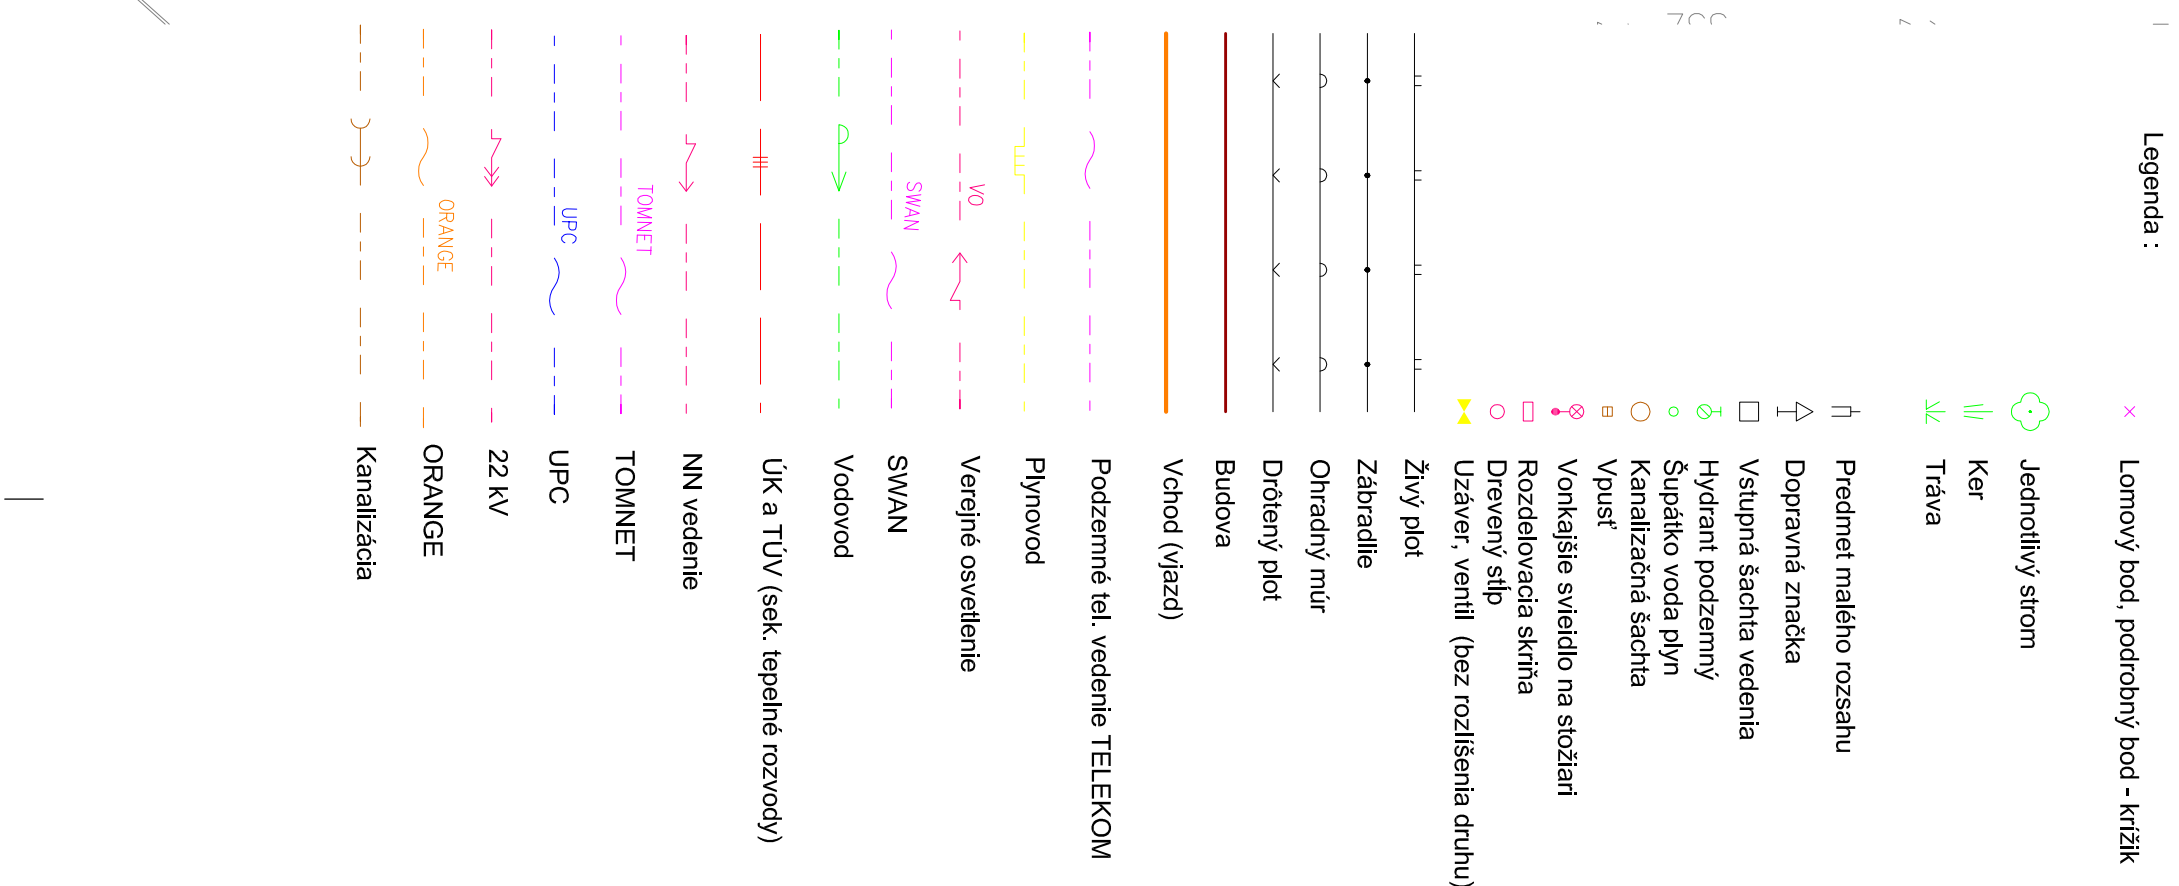 Legenda :
Lomový bod, podrobný bod - krížik
Jednotlivý strom
Ker
Tráva
Predmet malého rozsahu
Dopravná značka
Vstupná šachta vedenia
Hydrant podzemný
Šupátko voda plyn
Kanalizačná šachta
Vpusť
Vonkajšie svieidlo na stožiari
Rozdelovacia skriňa
Drevený stĺp
Uzáver, ventil (bez rozlíšenia druhu)
Živý plot
Zábradlie
Ohradný múr
Drôtený plot
Budova
Vchod (vjazd)
Podzemné tel. vedenie TELEKOM
Plynovod
VO
Verejné osvetlenie
SWAN
SWAN
Vodovod
ÚK a TÚV (sek. tepelné rozvody)
NN vedenie
TOMNET
TOMNET
UPC
UPC
22 kV
ORANGE
ORANGE
Kanalizácia